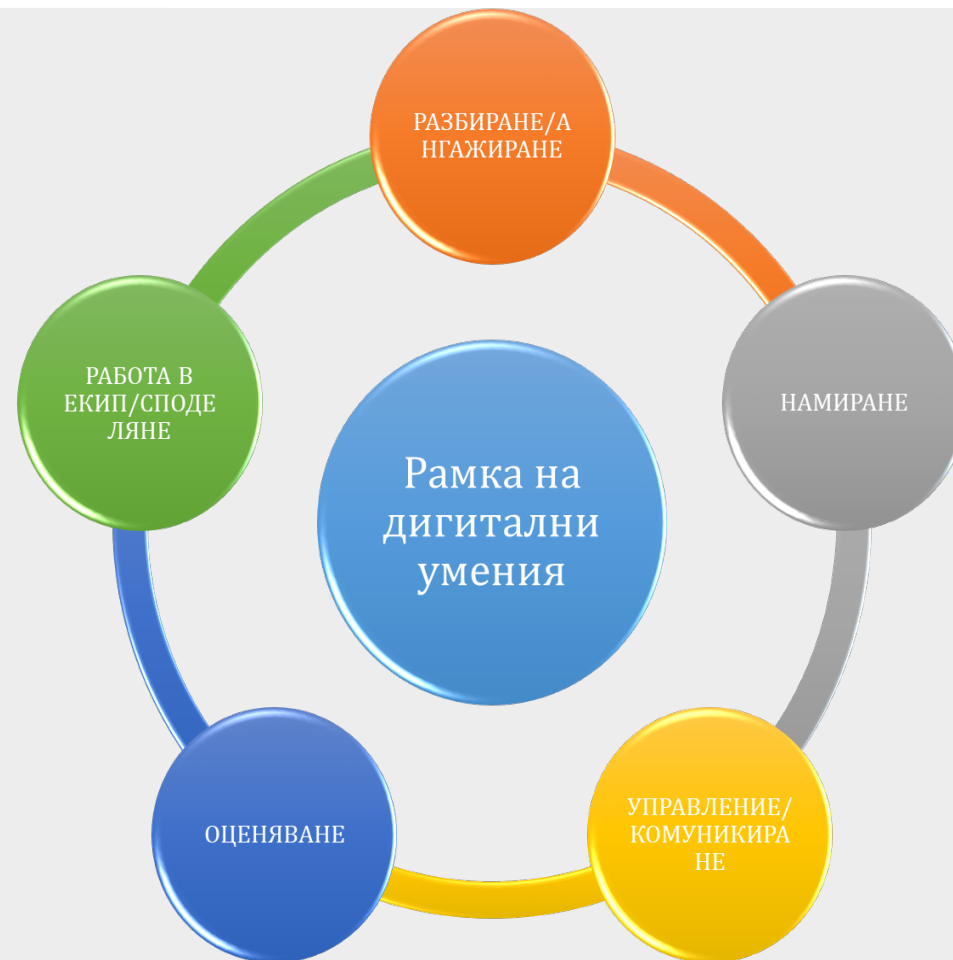 РАЗБИРАНЕ/А
НГАЖИРАНЕ
НАМИРАНЕ
РАБОТА В
ЕКИП/СПОДЕ
ЛЯНЕ
Рамка на
дигитални
умения
УПРАВЛЕНИЕ/
КОМУНИКИРА
НЕ
ОЦЕНЯВАНЕ